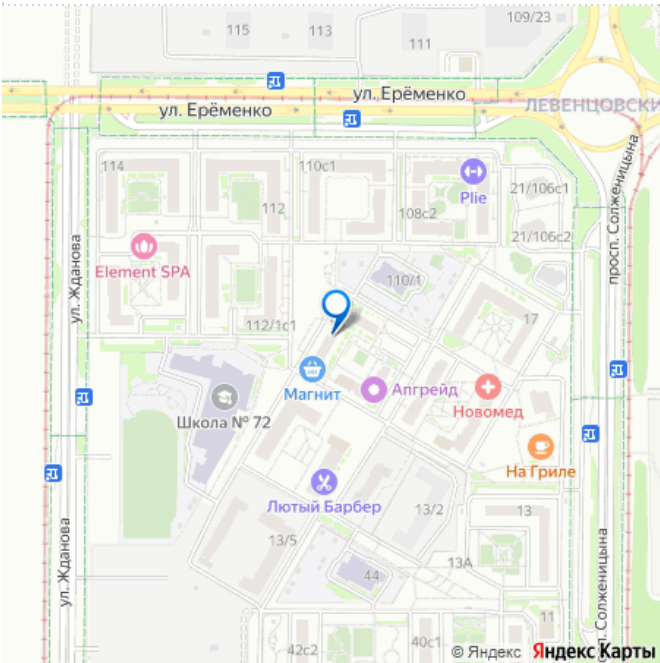 109/23
115
113
111
ул. Ерёменко
ул. Ерёменко
ЛЕВЕНЦОВСКИ
114
110с1
Plie
21/106с1
112
108с2
просп. Солженицына
21/106с2
Element SPA
ул. Жданова
110/1
112/1с1
17
Магнит
Апгрейд
Новомед
Школа № 72
На Гриле
Лютый Барбер
13/2
13
13/5
ул. Жданова
13А
44
сп. Солженицына
11
42с2
40с1
© Яндекс Яндекс Карты